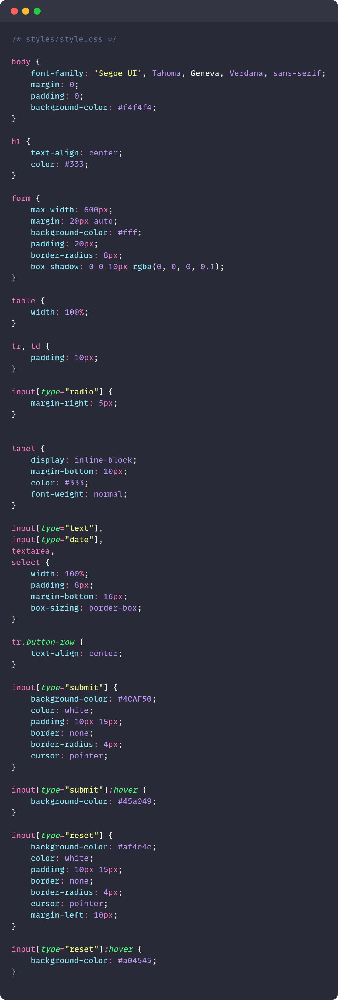 /* styles/style.css */

body {
    font-family: 'Segoe UI', Tahoma, Geneva, Verdana, sans-serif;
    margin: 0;
    padding: 0;
    background-color: #f4f4f4;
}

h1 {
    text-align: center;
    color: #333;
}

form {
    max-width: 600px;
    margin: 20px auto;
    background-color: #fff;
    padding: 20px;
    border-radius: 8px;
    box-shadow: 0 0 10px rgba(0, 0, 0, 0.1);
}

table {
    width: 100%;
}

tr, td {
    padding: 10px;
}

input[type="radio"] {
    margin-right: 5px;
}


label {
    display: inline-block;
    margin-bottom: 10px;
    color: #333;
    font-weight: normal;
}

input[type="text"],
input[type="date"],
textarea,
select {
    width: 100%;
    padding: 8px;
    margin-bottom: 16px;
    box-sizing: border-box;
}

tr.button-row {
    text-align: center;
}

input[type="submit"] {
    background-color: #4CAF50;
    color: white;
    padding: 10px 15px;
    border: none;
    border-radius: 4px;
    cursor: pointer;
}

input[type="submit"]:hover {
    background-color: #45a049;
}

input[type="reset"] {
    background-color: #af4c4c;
    color: white;
    padding: 10px 15px;
    border: none;
    border-radius: 4px;
    cursor: pointer;
    margin-left: 10px;
}

input[type="reset"]:hover {
    background-color: #a04545;
}